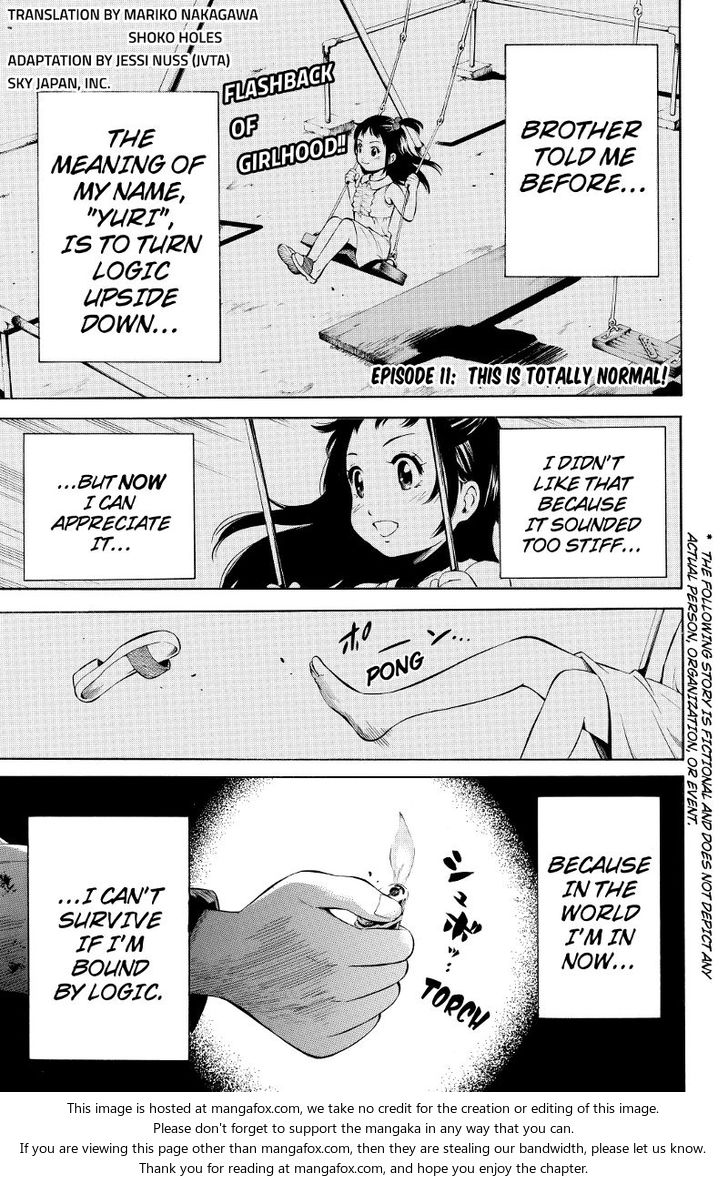 TRANSLATION BY MARIKO NAKAGAWA
SHOKO HOLES
ADAPTATION BY JESSI NUSS (JVTA)
SKY JAPAN, INC.
BROTHER
TOLD ME
BEFORE...
FLASHBACK
OF
GIRLHOOD!!
THE
MEANING OF
MY NAME,
"YURI",
IS TO TURN
LOGIC
UPSIDE
DOWN...
EPISODE 11: THIS IS TOTALLY NORMAL!
I DIDN'T
LIKE THAT
BECAUSE
IT SOUNDED
TOO STIFF...
...BUT NOW
I CAN
APPRECIATE
IT...
* THE FOLLOWING STORY IS FICTIONAL AND DOES NOT DEPICT ANY
ACTUAL PERSON, ORGANIZATION, OR EVENT.
ポーン...
PONG
BECAUSE
IN THE
WORLD
I'M IN
NOW...
シュボッ...
TORCH
...I CAN'T
SURVIVE
IF I'M
BOUND
BY LOGIC.
This image is hosted at mangafox.com, we take no credit for the creation or editing of this image.
Please don't forget to support the mangaka in any way that you can.
If you are viewing this page other than mangafox.com, then they are stealing our bandwidth, please let us know.
Thank you for reading at mangafox.com, and hope you enjoy the chapter.